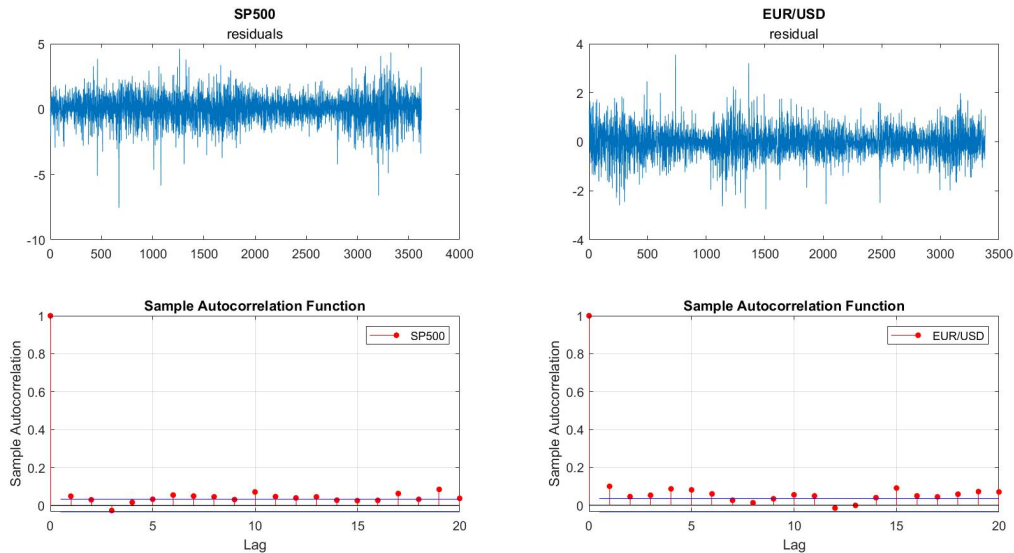 SP500
residuals
5
0
-5
-10
0 500 1000 1500 2000 2500 3000 3500 4000
EUR/USD
residual
4
2
0
-2
-4
0 500 1000 1500 2000 2500 3000 3500
Sample Autocorrelation Function
SP500
Sample Autocorrelation
1
0.8
0.6
0.4
0.2
0
0 5 10 15 20
Lag
Sample Autocorrelation Function
EUR/USD
Sample Autocorrelation
1
0.8
0.6
0.4
0.2
0
0 5 10 15 20
Lag